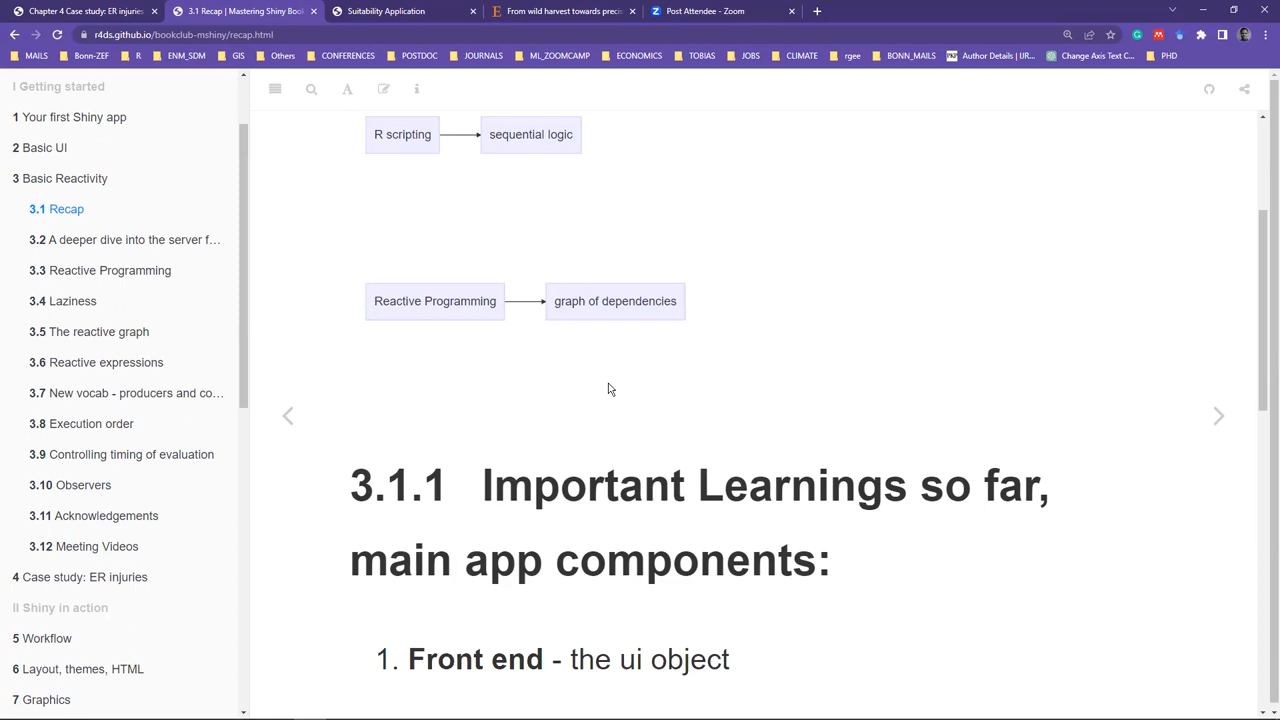 Chapter 4 Case study: ER injuries
3.1 Recap | Mastering Shiny Boo
Suitability Application
From wild harvest towards precis
Post Attendee - Zoom
r4ds.github.io/bookclub-mshiny/recap.html
MAILS Bonn-ZEF R ENM_SDM GIS Others CONFERENCES POSTDOC JOURNALS ML_ZOOMCAMP ECONOMICS TOBIAS JOBS CLIMATE rgee BONN_MAILS Author Details | IJR... Change Axis Text C... PHD
I Getting started
1 Your first Shiny app
2 Basic UI
3 Basic Reactivity
3.1 Recap
3.2 A deeper dive into the server f…
3.3 Reactive Programming
3.4 Laziness
3.5 The reactive graph
3.6 Reactive expressions
3.7 New vocab - producers and co…
3.8 Execution order
3.9 Controlling timing of evaluation
3.10 Observers
3.11 Acknowledgements
3.12 Meeting Videos
4 Case study: ER injuries
II Shiny in action
5 Workflow
6 Layout, themes, HTML
7 Graphics
R scripting
sequential logic
Reactive Programming
graph of dependencies
3.1.1 Important Learnings so far,
main app components:
1. Front end - the ui object